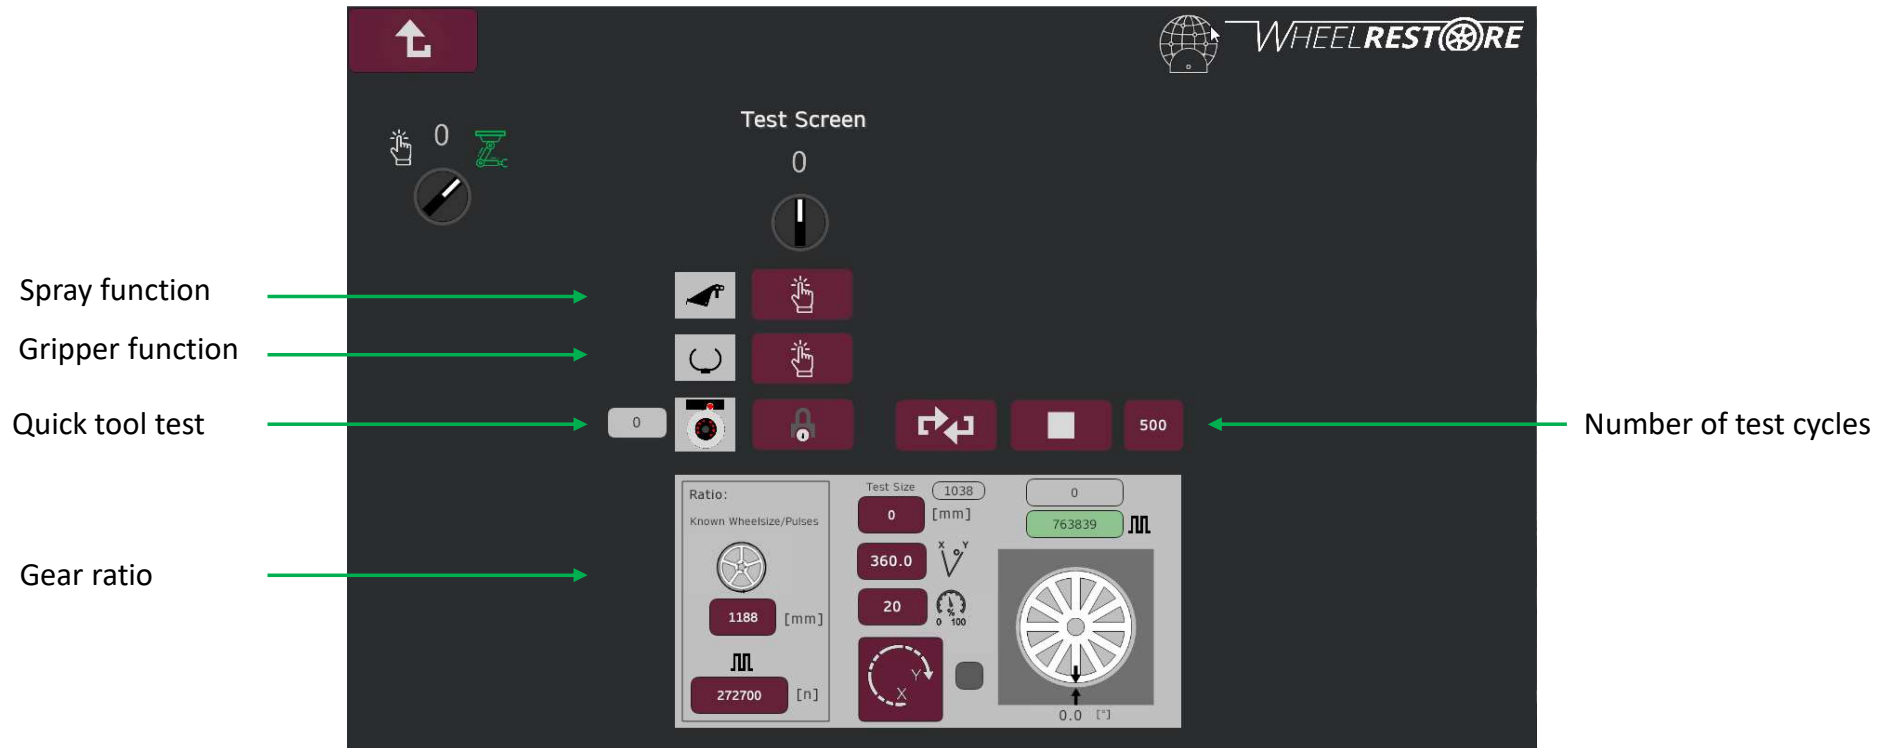 WHEELRESTORE
0
Test Screen
0
Spray function
Gripper function
Quick tool test
0
500
Number of test cycles
Gear ratio
Ratio:
Known Wheelsize/Pulses
1188 [mm]
272700 [n]
Test Size 1038
0 [mm]
360.0 X Y
20 % 0 100
X Y
0
763839
0.0 [°]